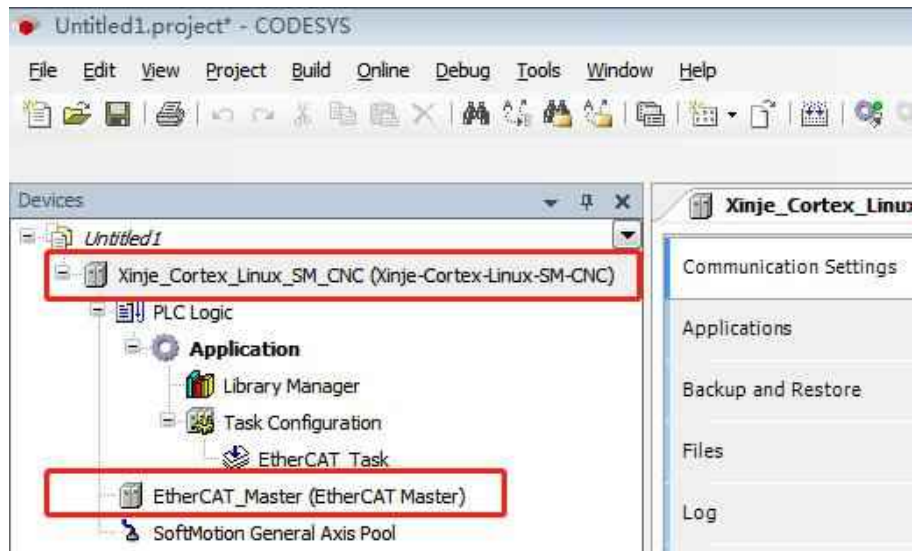 Untitled1.project* - CODESYS
File Edit View Project Build Online Debug Tools Window Help
Devices
Untitled1
Xinje_Cortex_Linux_SM_CNC (Xinje-Cortex-Linux-SM-CNC)
PLC Logic
Application
Library Manager
Task Configuration
EtherCAT_Task
EtherCAT_Master (EtherCAT Master)
SoftMotion General Axis Pool
Xinje_Cortex_Linux
Communication Settings
Applications
Backup and Restore
Files
Log